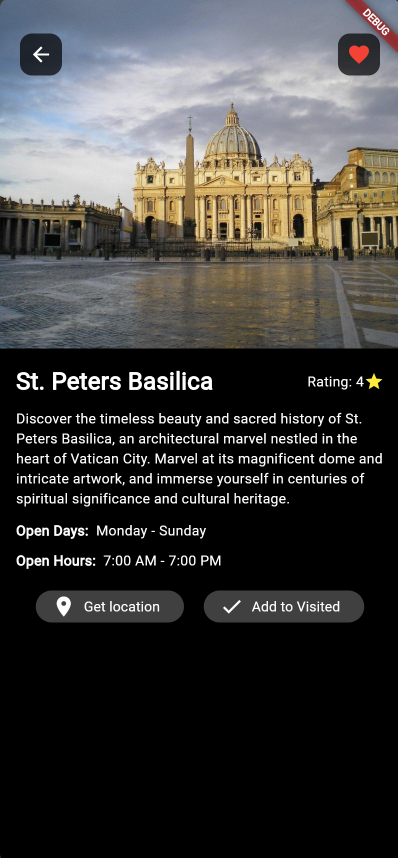 DEBUG
St. Peters Basilica
Rating: 4⭐
Discover the timeless beauty and sacred history of St.
Peters Basilica, an architectural marvel nestled in the
heart of Vatican City. Marvel at its magnificent dome and
intricate artwork, and immerse yourself in centuries of
spiritual significance and cultural heritage.
Open Days: Monday - Sunday
Open Hours: 7:00 AM - 7:00 PM
Get location
Add to Visited